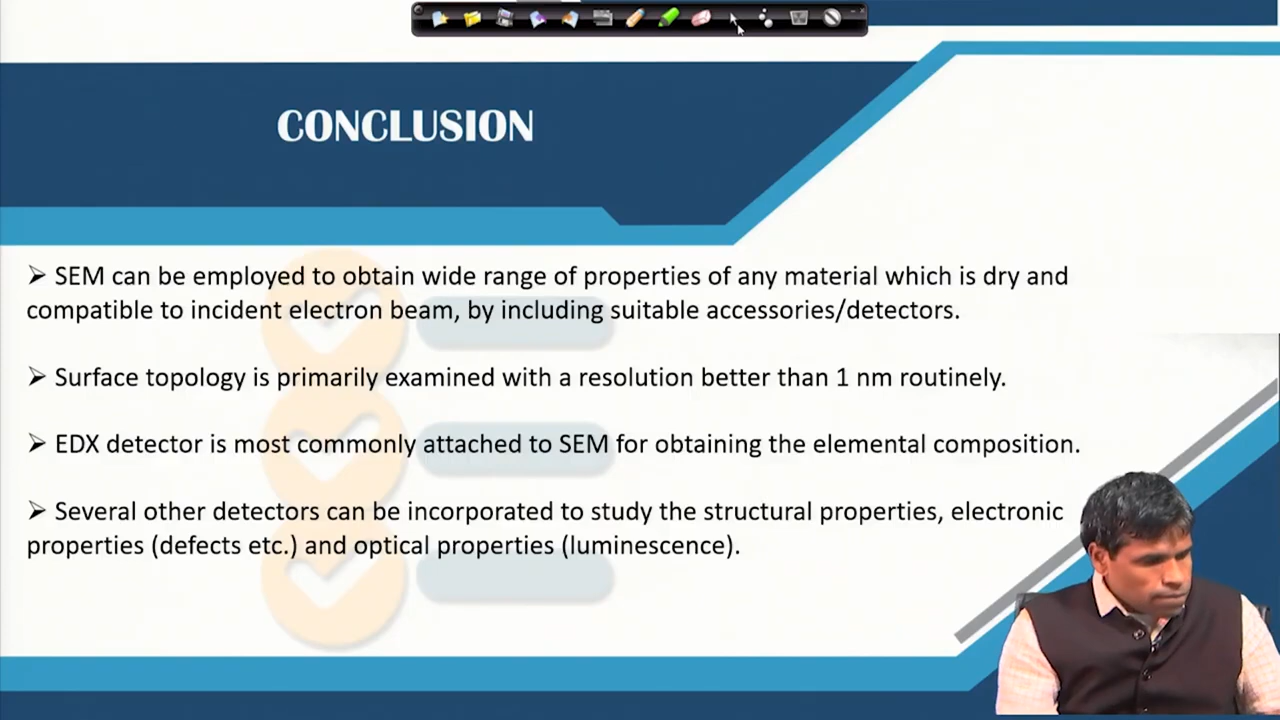 CONCLUSION
➢ SEM can be employed to obtain wide range of properties of any material which is dry and
compatible to incident electron beam, by including suitable accessories/detectors.
➢ Surface topology is primarily examined with a resolution better than 1 nm routinely.
➢ EDX detector is most commonly attached to SEM for obtaining the elemental composition.
➢ Several other detectors can be incorporated to study the structural properties, electronic
properties (defects etc.) and optical properties (luminescence).